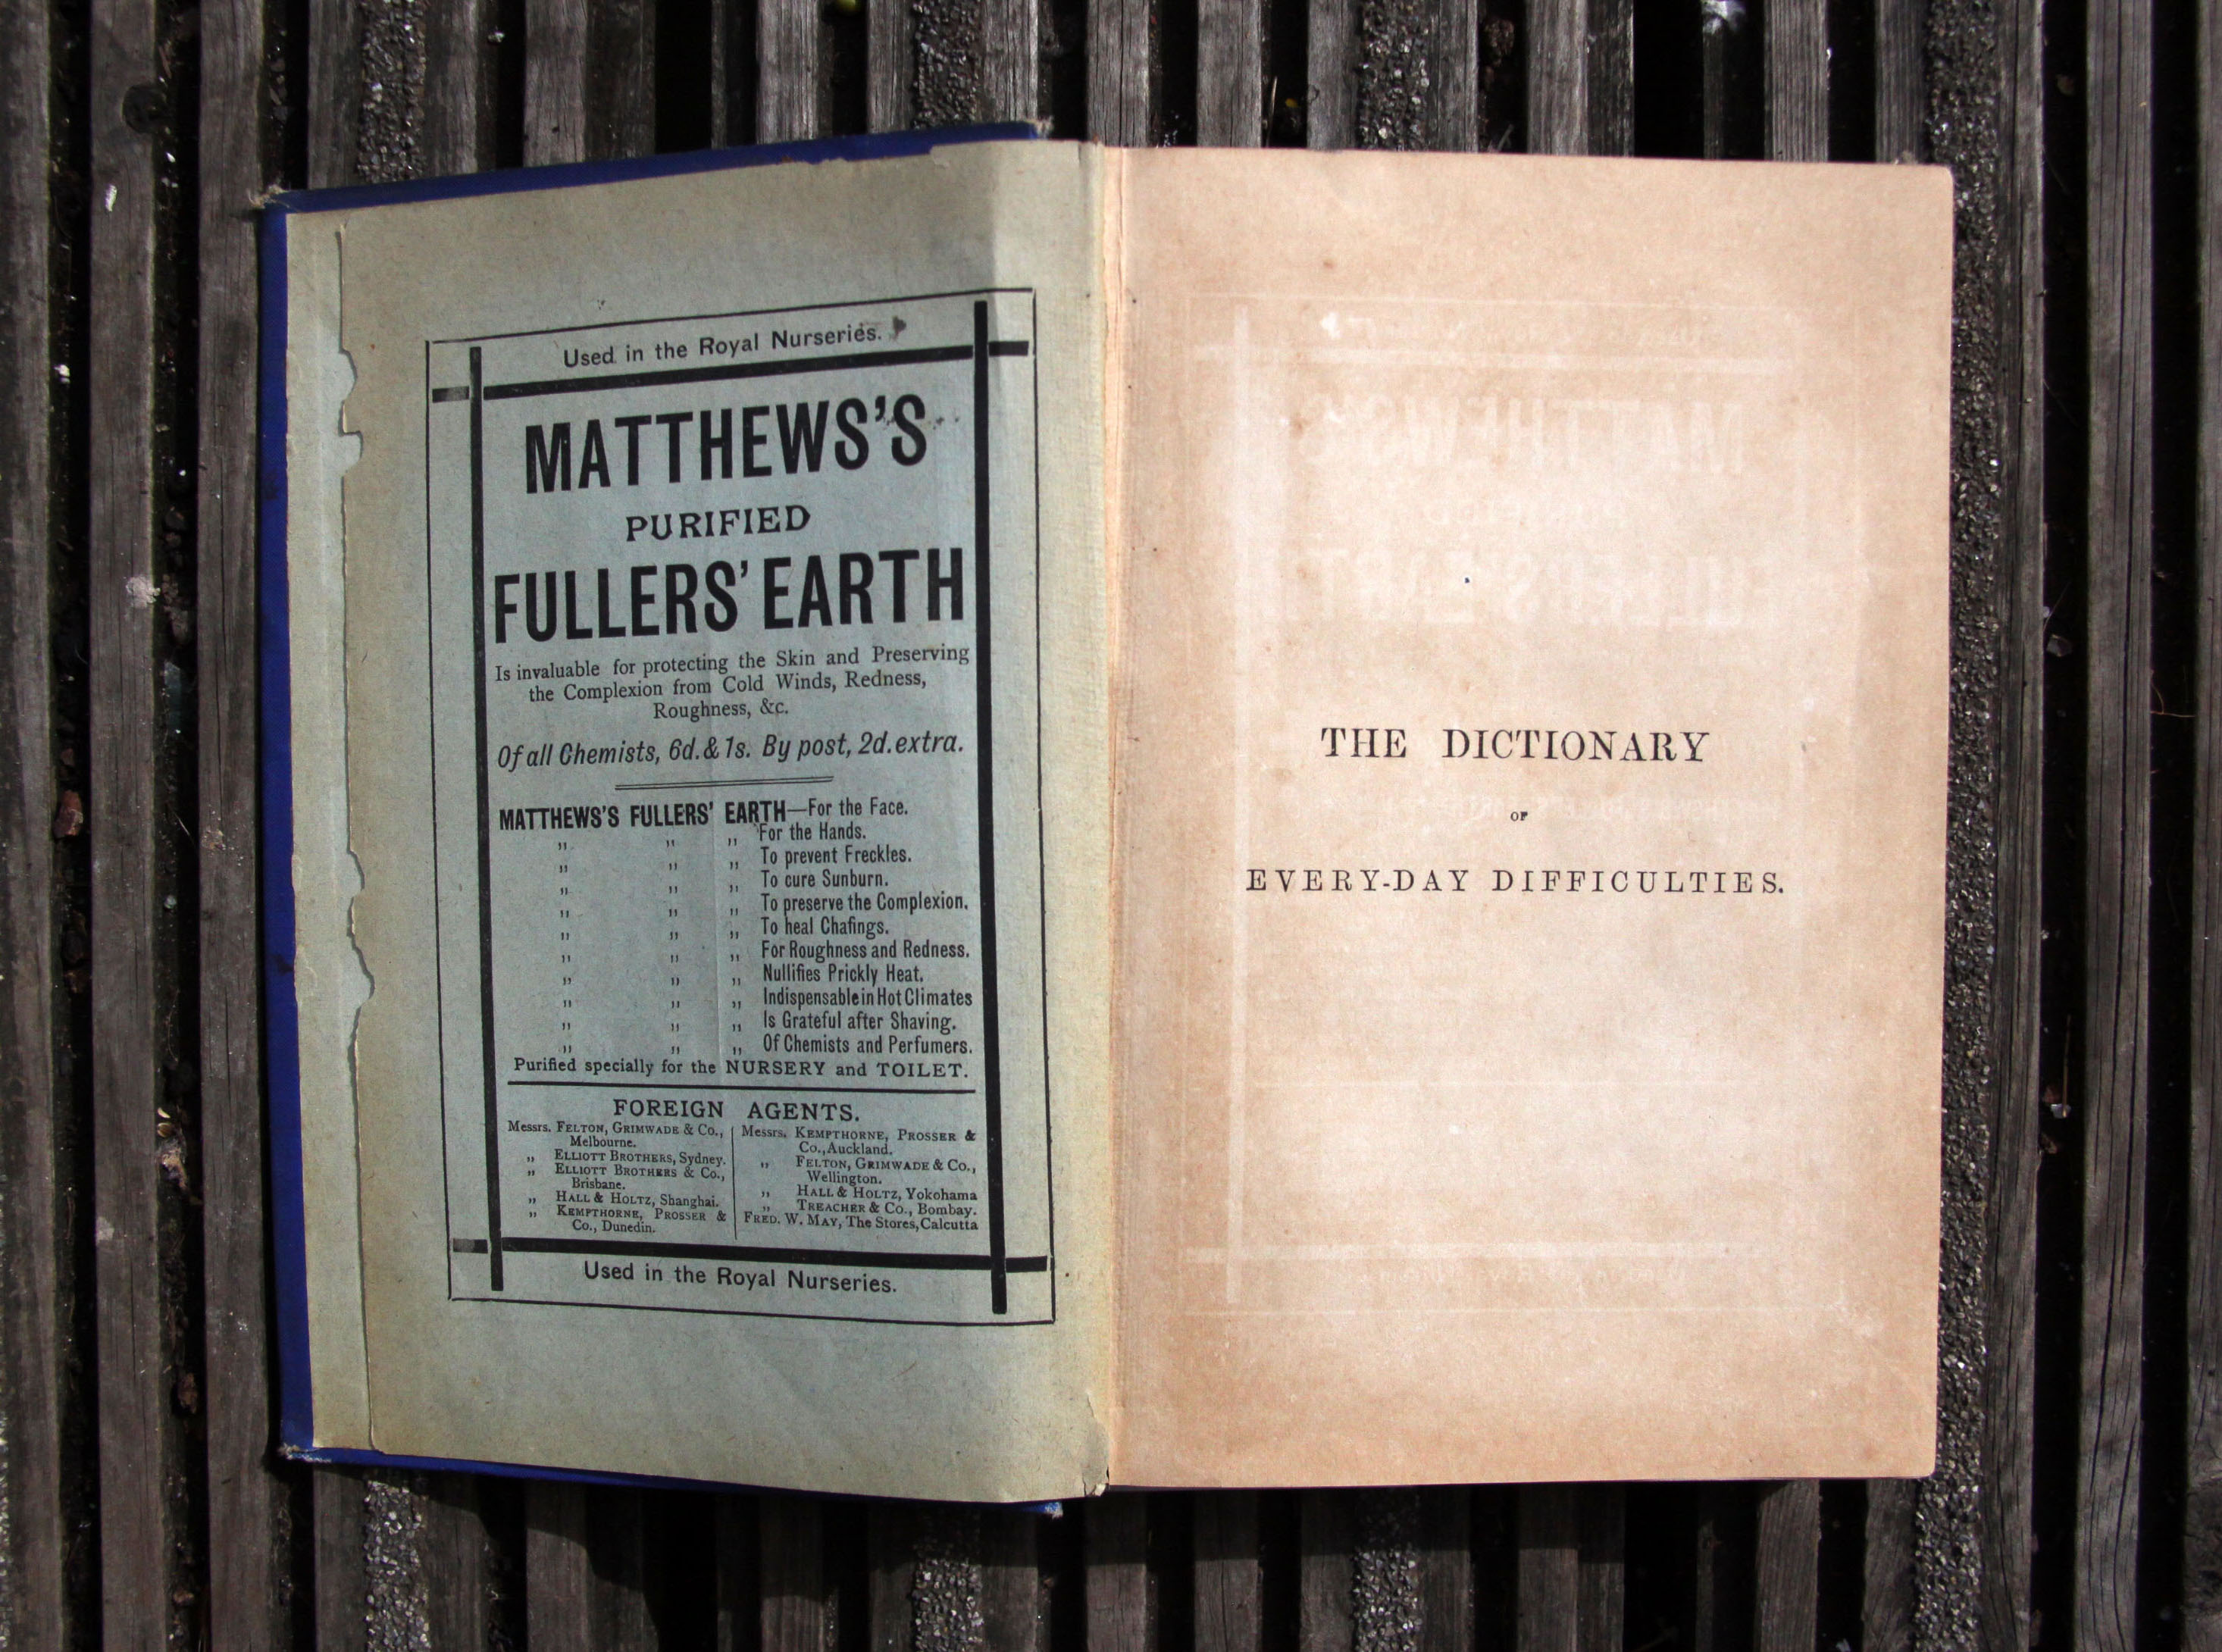 Used in the Royal Nurseries.
MATTHEWS'S
PURIFIED
FULLERS' EARTH
Is invaluable for protecting the Skin and Preserving
the Complexion from Cold Winds, Redness,
Roughness, &c.
Of all Chemists, 6d. & 1s. By post, 2d. extra.
MATTHEWS'S FULLERS' EARTH—For the Face.
„ „ „ For the Hands.
„ „ „ To prevent Freckles.
„ „ „ To cure Sunburn.
„ „ „ To preserve the Complexion.
„ „ „ To heal Chafings.
„ „ „ For Roughness and Redness.
„ „ „ Nullifies Prickly Heat.
„ „ „ Indispensable in Hot Climates
„ „ „ Is Grateful after Shaving.
„ „ „ Of Chemists and Perfumers.
Purified specially for the NURSERY and TOILET.
FOREIGN AGENTS.
Messrs. FELTON, GRIMWADE & Co.,
Melbourne.
„ ELLIOTT BROTHERS, Sydney.
„ ELLIOTT BROTHERS & Co.,
Brisbane.
„ HALL & HOLTZ, Shanghai.
„ KEMPTHORNE, PROSSER &
Co., Dunedin.
Messrs. KEMPTHORNE, PROSSER &
Co., Auckland.
„ FELTON, GRIMWADE & Co.,
Wellington.
„ HALL & HOLTZ, Yokohama
„ TREACHER & Co., Bombay.
FRED. W. MAY, The Stores, Calcutta
Used in the Royal Nurseries.
THE DICTIONARY
OF
EVERY-DAY DIFFICULTIES.